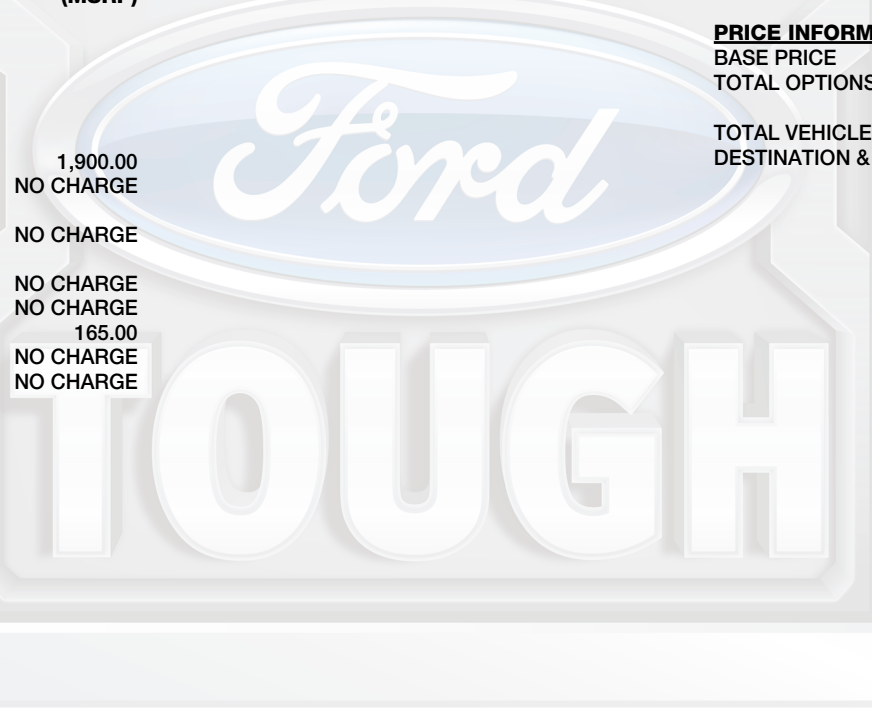 (MSRP)
1,900.00
NO CHARGE
NO CHARGE
NO CHARGE
NO CHARGE
165.00
NO CHARGE
NO CHARGE
PRICE INFORM
BASE PRICE
TOTAL OPTIONS
TOTAL VEHICLE
DESTINATION &
Ford
TOUGH